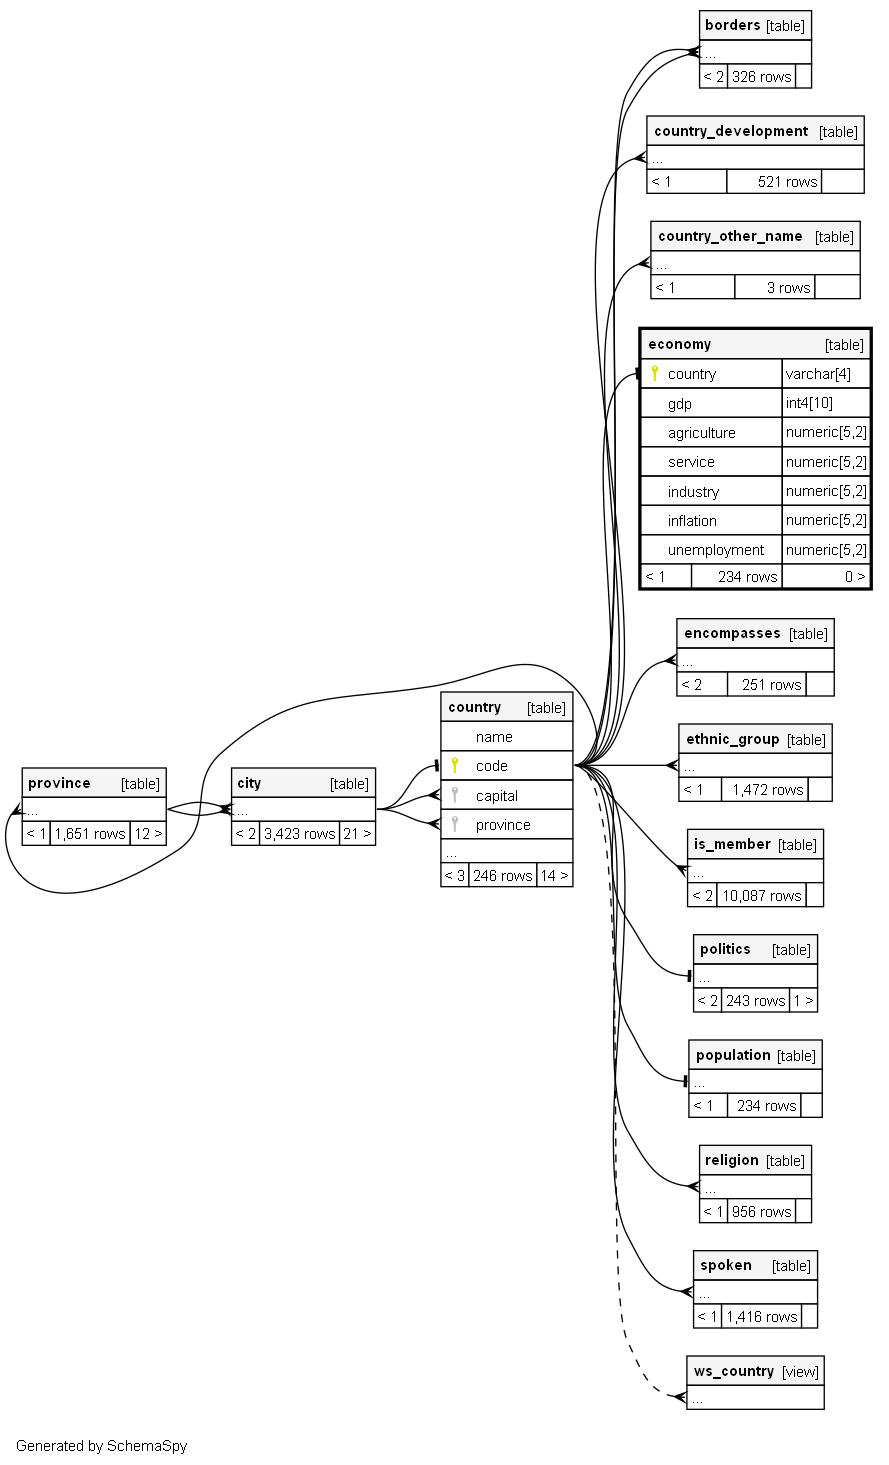 borders [table]
...
< 2 326 rows
country_development [table]
...
< 1 521 rows
country_other_name [table]
...
< 1 3 rows
economy [table]
country varchar[4]
gdp int4[10]
agriculture numeric[5,2]
service numeric[5,2]
industry numeric[5,2]
inflation numeric[5,2]
unemployment numeric[5,2]
< 1 234 rows 0 >
encompasses [table]
...
< 2 251 rows
country [table]
name
code
capital
province
...
< 3 246 rows 14 >
ethnic_group [table]
...
< 1 1,472 rows
province [table]
...
< 1 1,651 rows 12 >
city [table]
...
< 2 3,423 rows 21 >
is_member [table]
...
< 2 10,087 rows
politics [table]
...
< 2 243 rows 1 >
population [table]
...
< 1 234 rows
religion [table]
...
< 1 956 rows
spoken [table]
...
< 1 1,416 rows
ws_country [view]
...
Generated by SchemaSpy